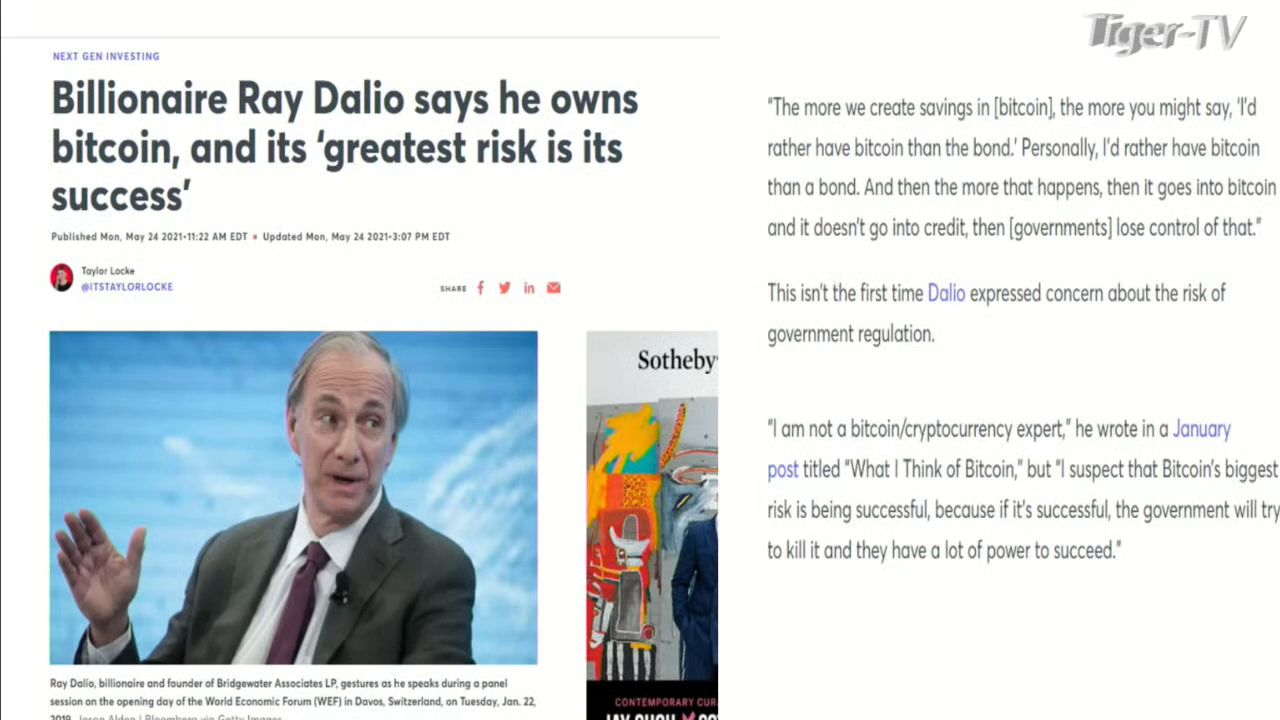 Tiger-TV
NEXT GEN INVESTING
Billionaire Ray Dalio says he owns
bitcoin, and its ‘greatest risk is its
success’
Published Mon, May 24 2021•11:22 AM EDT • Updated Mon, May 24 2021•3:07 PM EDT
Taylor Locke
@ITSTAYLORLOCKE
SHARE
Sotheby
Ray Dalio, billionaire and founder of Bridgewater Associates LP, gestures as he speaks during a panel
session on the opening day of the World Economic Forum (WEF) in Davos, Switzerland, on Tuesday, Jan. 22,
2019. Jason Alden | Bloomberg via Getty Images
CONTEMPORARY CUR
“The more we create savings in [bitcoin], the more you might say, ‘I’d
rather have bitcoin than the bond.’ Personally, I’d rather have bitcoin
than a bond. And then the more that happens, then it goes into bitcoin
and it doesn’t go into credit, then [governments] lose control of that.”
This isn’t the first time Dalio expressed concern about the risk of
government regulation.
“I am not a bitcoin/cryptocurrency expert,” he wrote in a January
post titled “What I Think of Bitcoin,” but “I suspect that Bitcoin’s biggest
risk is being successful, because if it’s successful, the government will try
to kill it and they have a lot of power to succeed.”